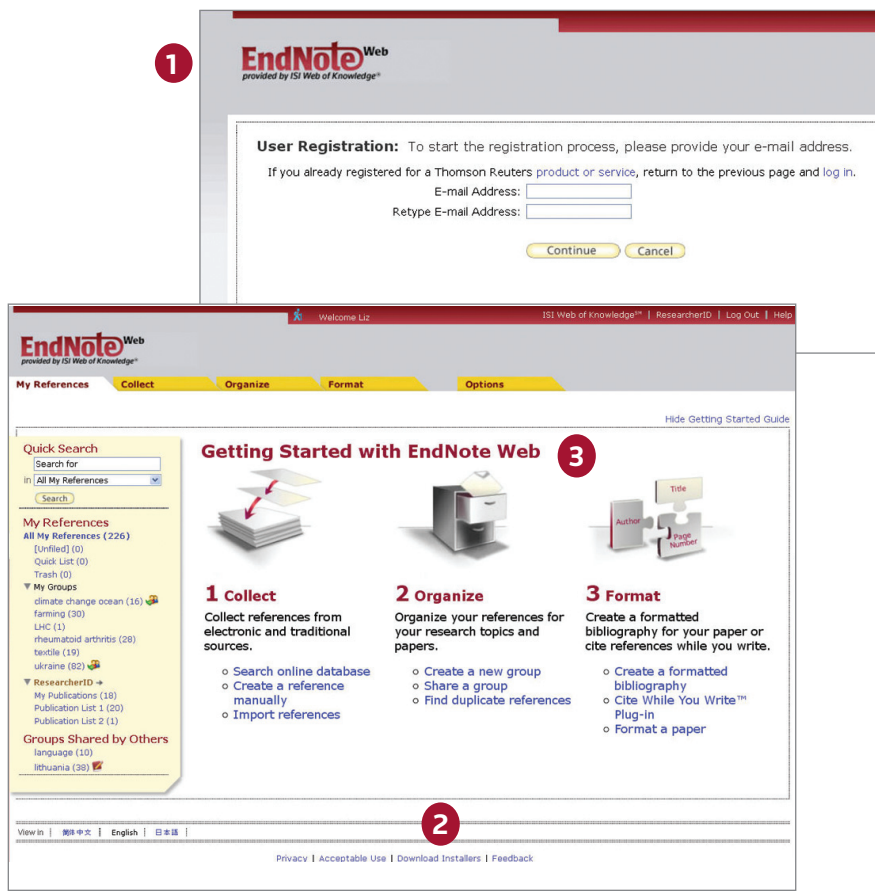 1
EndNote Web
provided by ISI Web of Knowledge®
User Registration: To start the registration process, please provide your e-mail address.
If you already registered for a Thomson Reuters product or service, return to the previous page and log in.
E-mail Address:
Retype E-mail Address:
Continue Cancel
Welcome Liz
ISI Web of Knowledge℠ | ResearcherID | Log Out | Help
EndNote Web
provided by ISI Web of Knowledge®
My References Collect Organize Format Options
Hide Getting Started Guide
Quick Search
Search for
in All My References
Search
My References
All My References (226)
[Unfiled] (0)
Quick List (0)
Trash (0)
My Groups
climate change ocean (16)
farming (30)
LHC (1)
rheumatoid arthritis (28)
textile (19)
ukraine (82)
ResearcherID
My Publications (18)
Publication List 1 (20)
Publication List 2 (1)
Groups Shared by Others
language (10)
lithuania (38)
Getting Started with EndNote Web
3
1 Collect
Collect references from
electronic and traditional
sources.
Search online database
Create a reference
manually
Import references
2 Organize
Organize your references for
your research topics and
papers.
Create a new group
Share a group
Find duplicate references
Title
Author
Page
Number
3 Format
Create a formatted
bibliography for your paper or
cite references while you write.
Create a formatted
bibliography
Cite While You Write™
Plug-in
Format a paper
2
View in | 简体中文 | English | 日本語 |
Privacy | Acceptable Use | Download Installers | Feedback